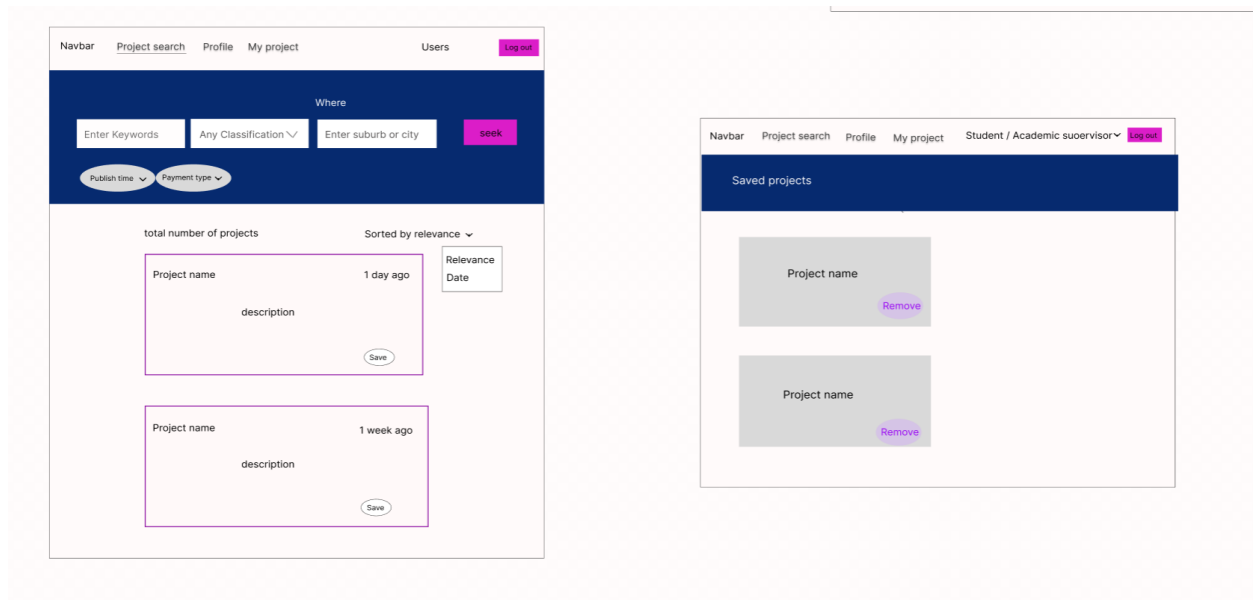 Navbar Project search Profile My project Users Log out
Where
Enter Keywords Any Classification Enter suburb or city seek
Publish time Payment type
total number of projects Sorted by relevance
Relevance
Date
Project name 1 day ago
description
Save
Project name 1 week ago
description
Save
Navbar Project search Profile My project Student / Academic suoervisor Log out
Saved projects
Project name
Remove
Project name
Remove